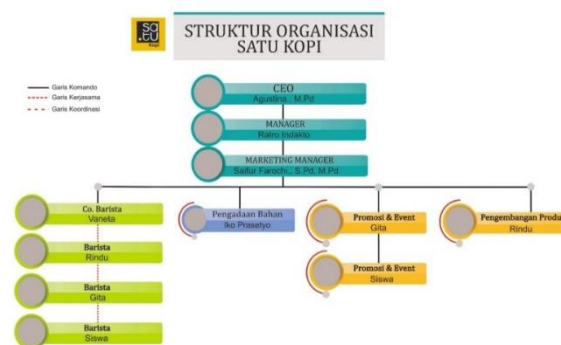 sa.
tu
Kopi
STRUKTUR ORGANISASI
SATU KOPI
Garis Komando
Garis Kerjasama
Garis Koordinasi
CEO
Agustina., M.Pd
MANAGER
Ratro Indakto
MARKETING MANAGER
Saifur Farochi., S.Pd, M.Pd
Co. Barista
Vaneta
Pengadaan Bahan
Iko Prasetyo
Promosi & Event
Gita
Pengembangan Produ
Rindu
Barista
Rindu
Promosi & Event
Siswa
Barista
Gita
Barista
Siswa